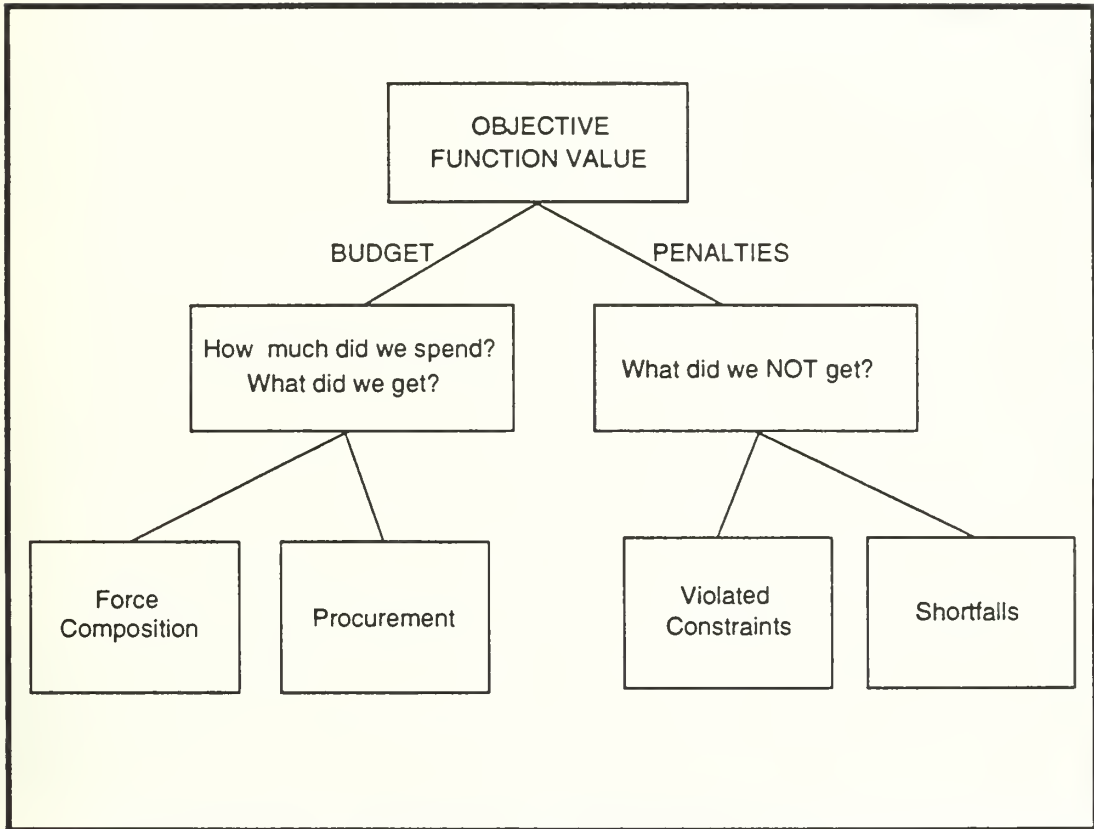 OBJECTIVE
FUNCTION VALUE
BUDGET
PENALTIES
How much did we spend?
What did we get?
What did we NOT get?
Force
Composition
Procurement
Violated
Constraints
Shortfalls